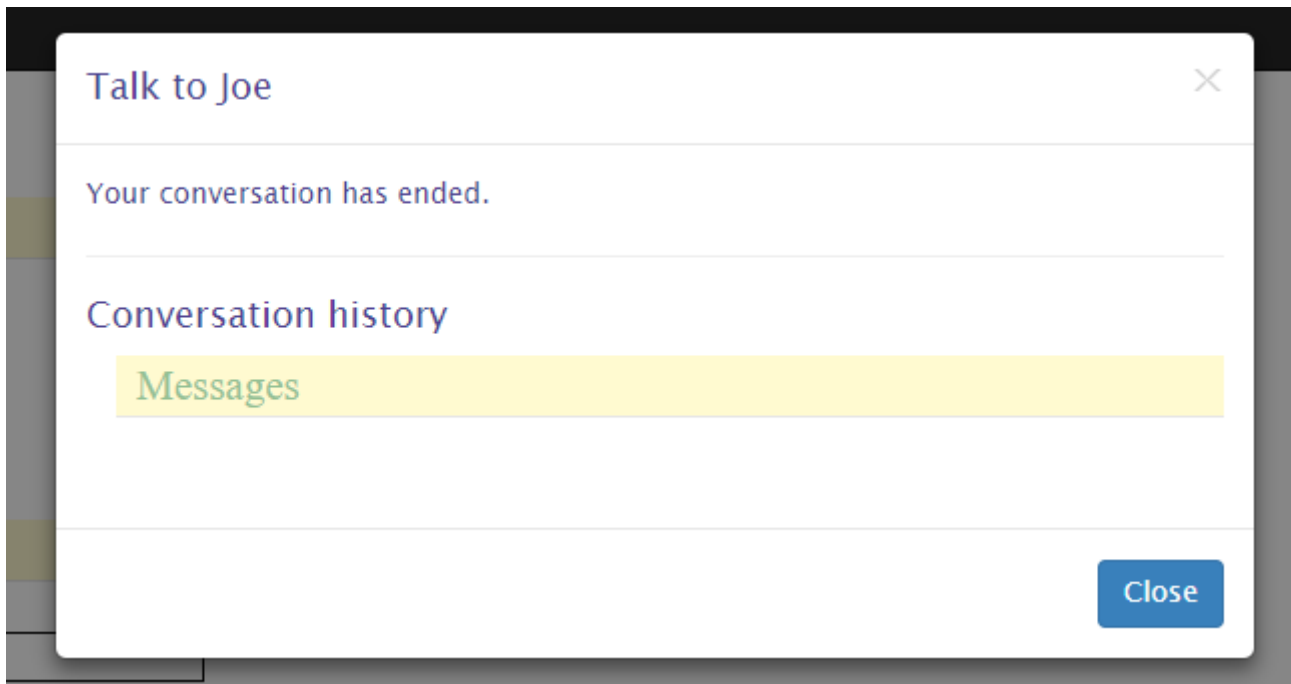 Talk to Joe
Your conversation has ended.
Conversation history
Messages
Close